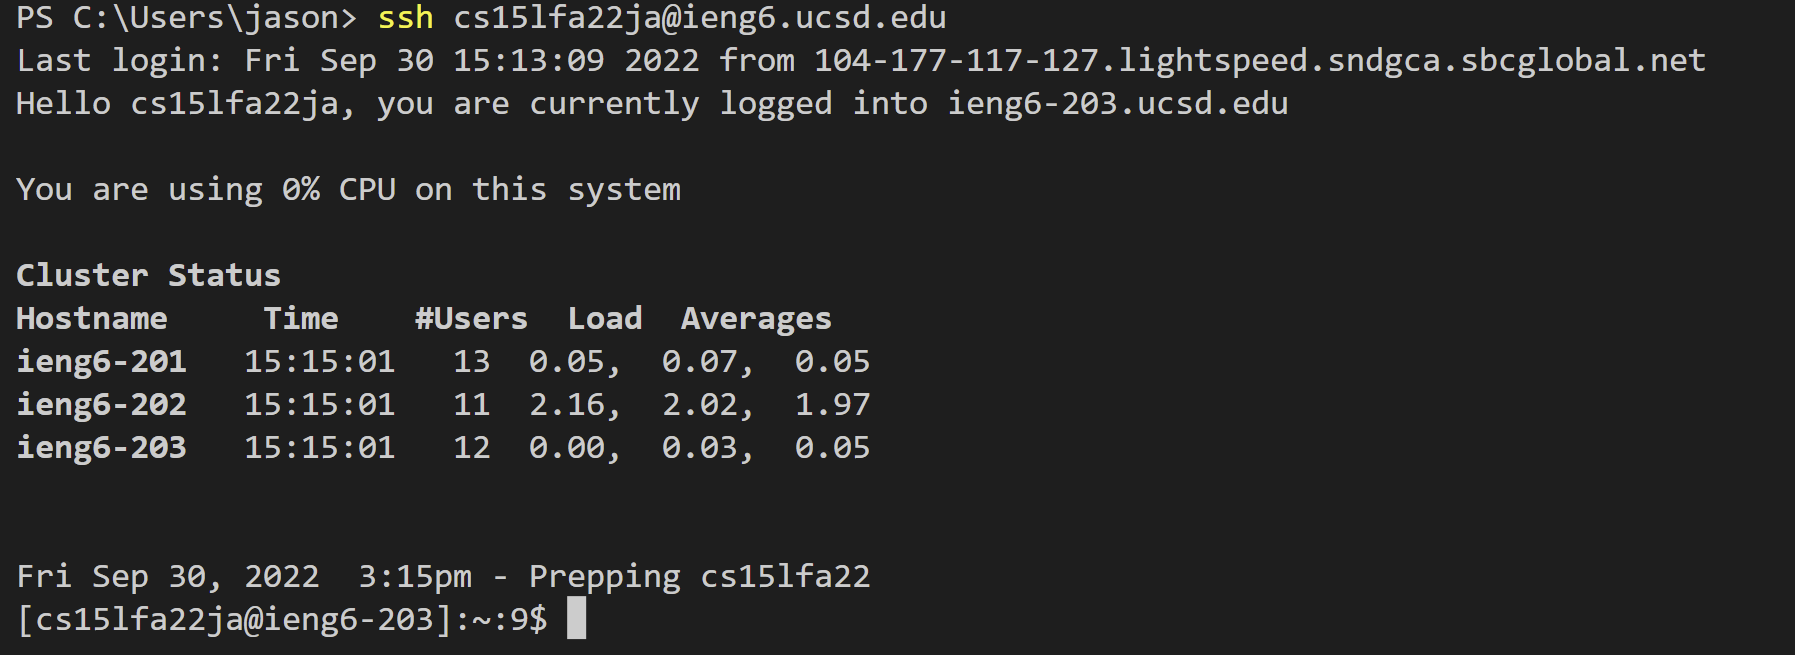 PS C:\Users\jason> ssh cs15lfa22ja@ieng6.ucsd.edu
Last login: Fri Sep 30 15:13:09 2022 from 104-177-117-127.lightspeed.sndgca.sbcglobal.net
Hello cs15lfa22ja, you are currently logged into ieng6-203.ucsd.edu
You are using 0% CPU on this system
Cluster Status
Hostname     Time    #Users  Load  Averages
ieng6-201   15:15:01   13  0.05,  0.07,  0.05
ieng6-202   15:15:01   11  2.16,  2.02,  1.97
ieng6-203   15:15:01   12  0.00,  0.03,  0.05
Fri Sep 30, 2022  3:15pm - Prepping cs15lfa22
[cs15lfa22ja@ieng6-203]:~:9$